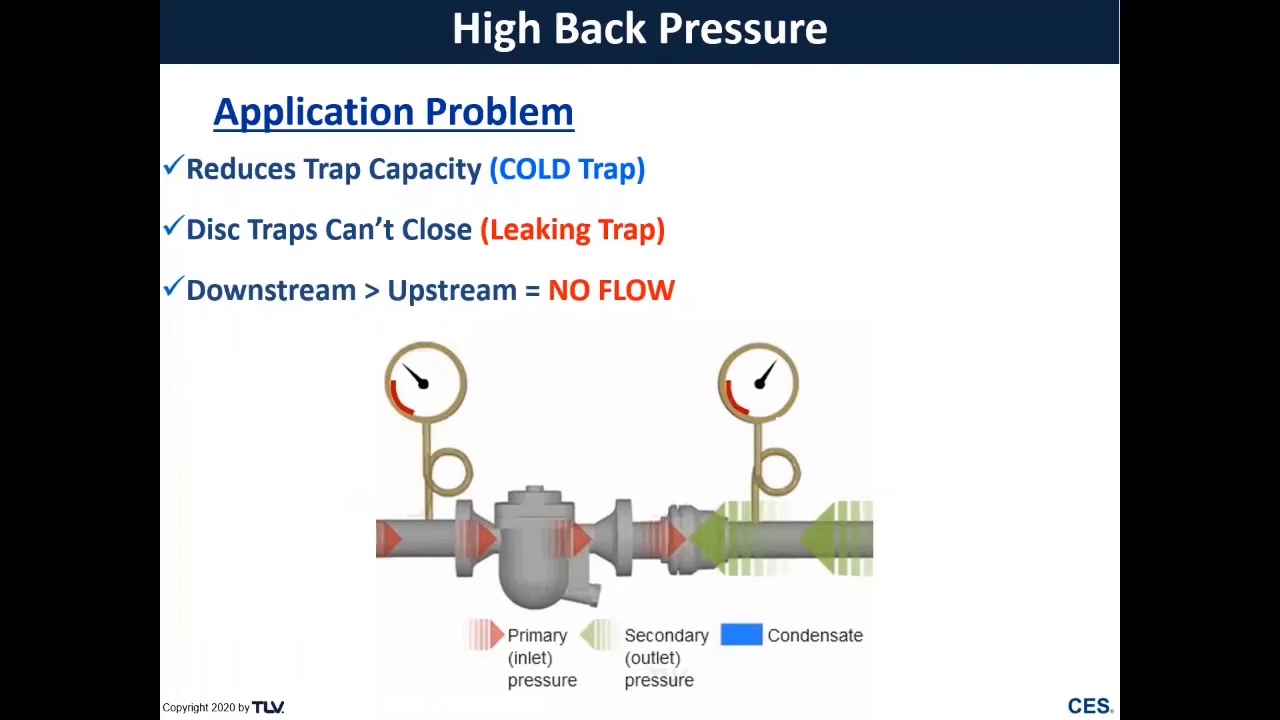 High Back Pressure
Application Problem
✓Reduces Trap Capacity (COLD Trap)
✓Disc Traps Can’t Close (Leaking Trap)
✓Downstream > Upstream = NO FLOW
Primary (inlet) pressure
Secondary (outlet) pressure
Condensate
Copyright 2020 by TLV.
CES.